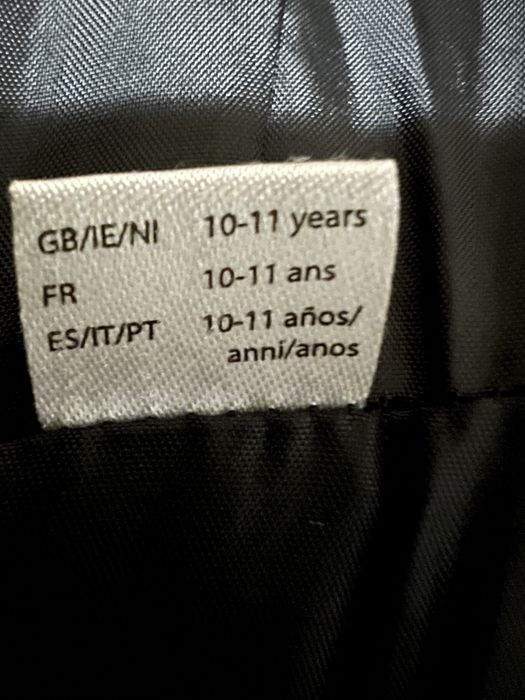 GB/IE/NI 10-11 years
FR 10-11 ans
ES/IT/PT 10-11 años/
anni/anos